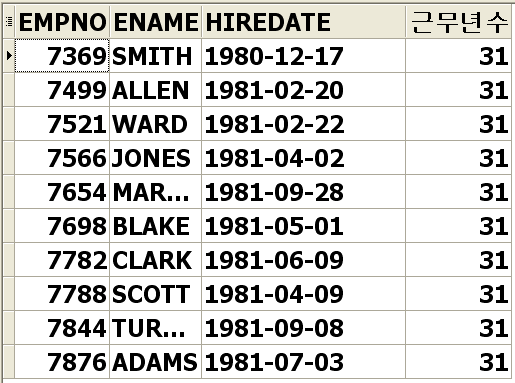 EMPNO ENAME HIREDATE 근무년수
7369 SMITH 1980-12-17 31
7499 ALLEN 1981-02-20 31
7521 WARD 1981-02-22 31
7566 JONES 1981-04-02 31
7654 MAR... 1981-09-28 31
7698 BLAKE 1981-05-01 31
7782 CLARK 1981-06-09 31
7788 SCOTT 1981-04-09 31
7844 TUR... 1981-09-08 31
7876 ADAMS 1981-07-03 31